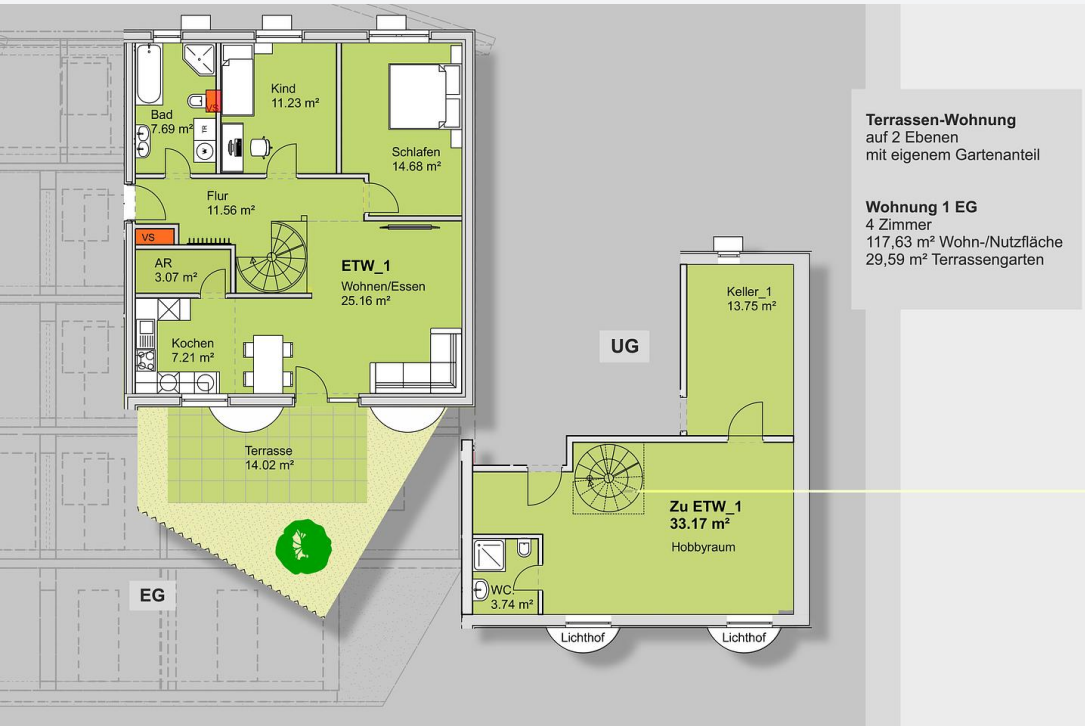 Kind
11.23 m²
Bad
7.69 m²
VS
TR
W
Schlafen
14.68 m²
Flur
11.56 m²
VS
AR
3.07 m²
ETW_1
Wohnen/Essen
25.16 m²
Kochen
7.21 m²
Terrasse
14.02 m²
EG
UG
Keller_1
13.75 m²
Zu ETW_1
33.17 m²
Hobbyraum
WC.
3.74 m²
Lichthof
Lichthof
Terrassen-Wohnung
auf 2 Ebenen
mit eigenem Gartenanteil
Wohnung 1 EG
4 Zimmer
117,63 m² Wohn-/Nutzfläche
29,59 m² Terrassengarten